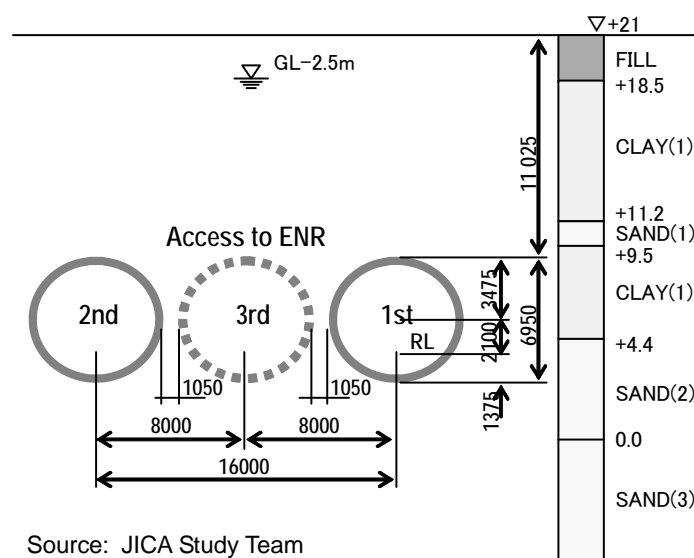 ▽+21
GL-2.5m
FILL
+18.5
CLAY(1)
11 025
+11.2
SAND(1)
Access to ENR
+9.5
3475
6950
CLAY(1)
2nd
3rd
1st
2100
RL
+4.4
1050
1050
1375
SAND(2)
8000
8000
0.0
16000
SAND(3)
Source: JICA Study Team